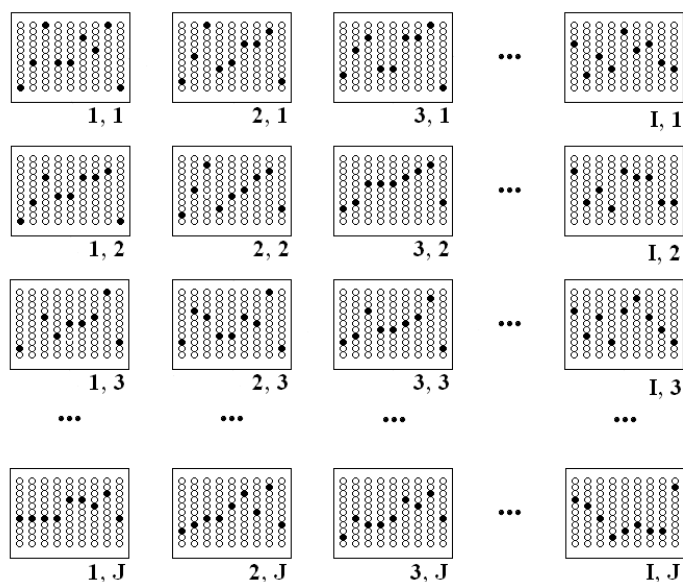 1, 1 2, 1 3, 1 ... I, 1
1, 2 2, 2 3, 2 ... I, 2
1, 3 2, 3 3, 3 ... I, 3
... ... ... ...
1, J 2, J 3, J ... I, J